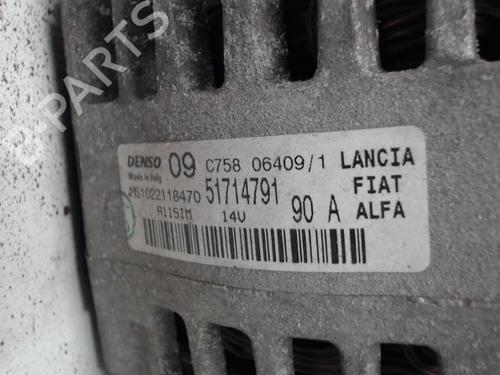 B-PARTS
DENSO 09 C758 06409/1 LANCIA
Made in Italy
MS1022118470 51714791 FIAT
A115IM 14V 90 A ALFA